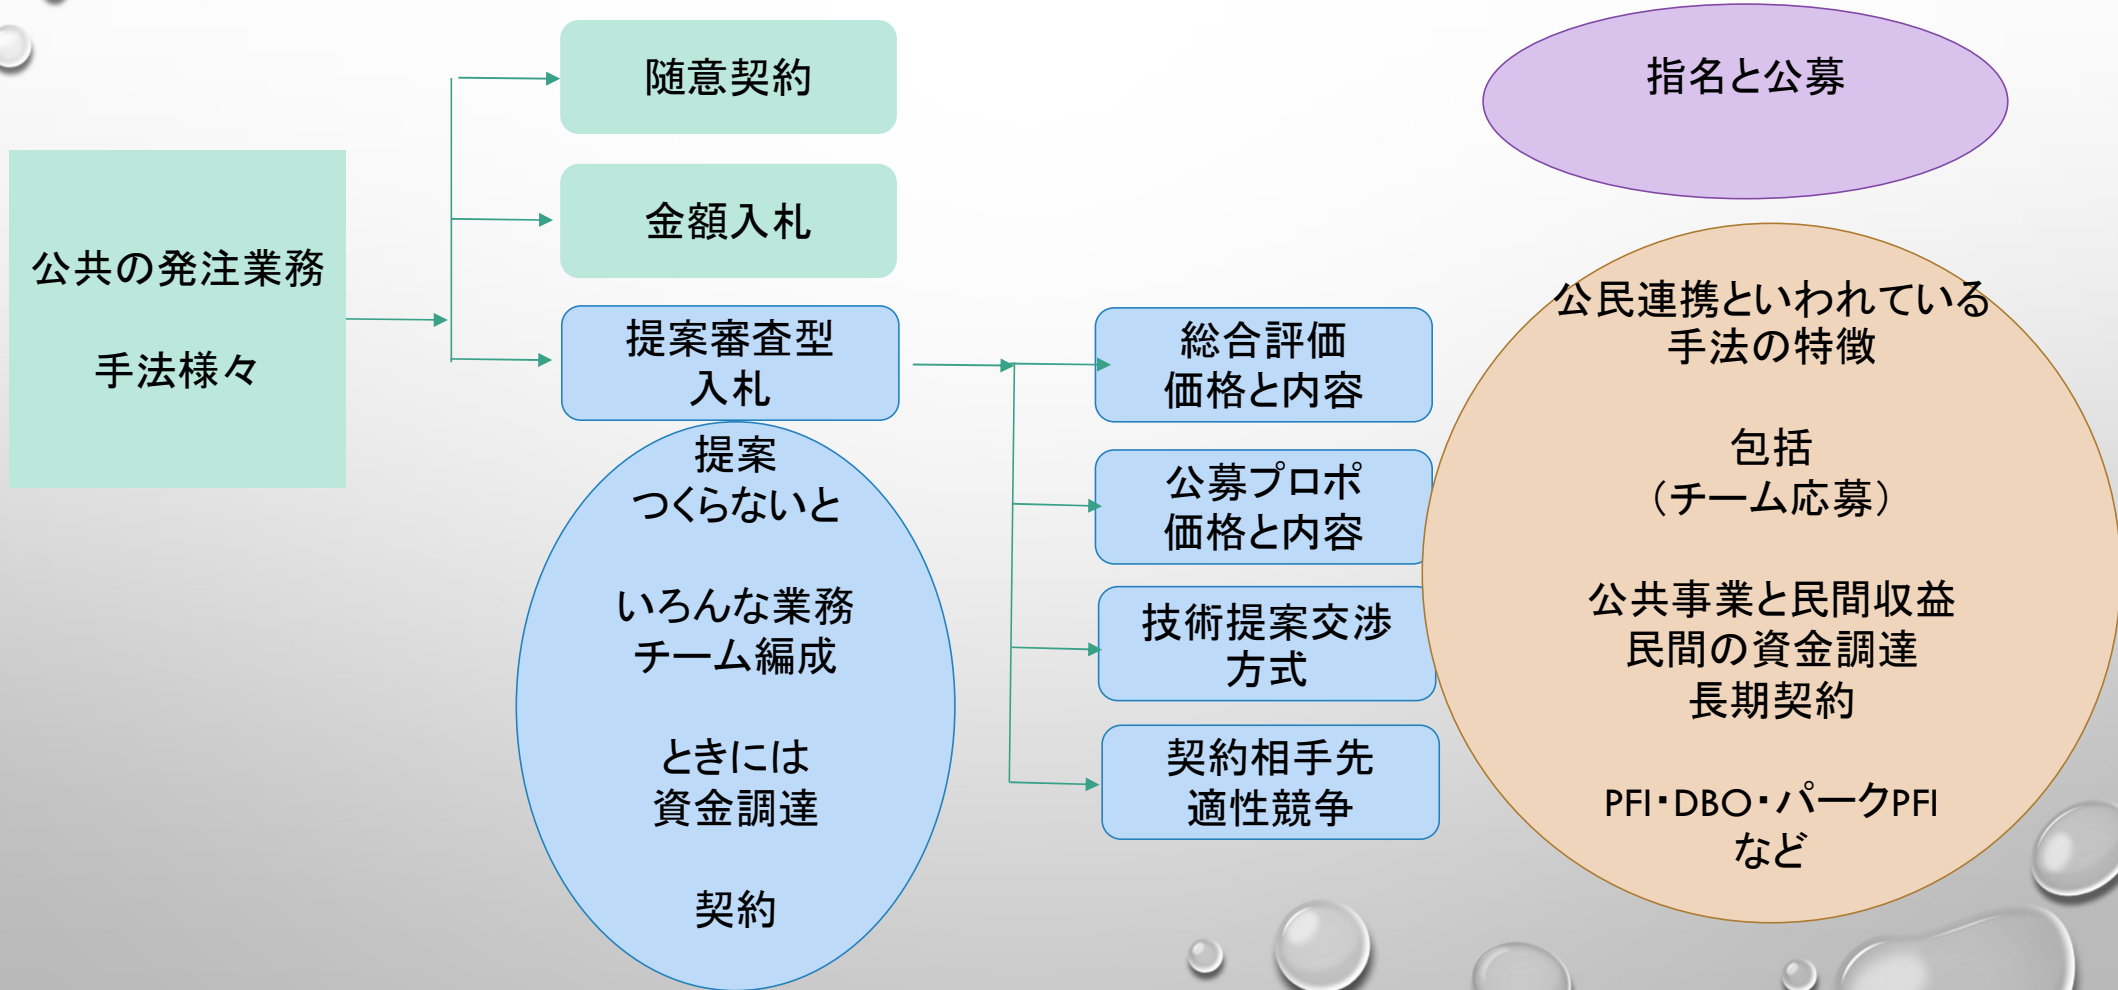 公共の発注業務
手法様々
随意契約
金額入札
提案審査型
入札
提案
つくらないと
いろんな業務
チーム編成
ときには
資金調達
契約
総合評価
価格と内容
公募プロポ
価格と内容
技術提案交渉
方式
契約相手先
適性競争
指名と公募
公民連携といわれている
手法の特徴
包括
（チーム応募）
公共事業と民間収益
民間の資金調達
長期契約
PFI・DBO・パークPFI
など